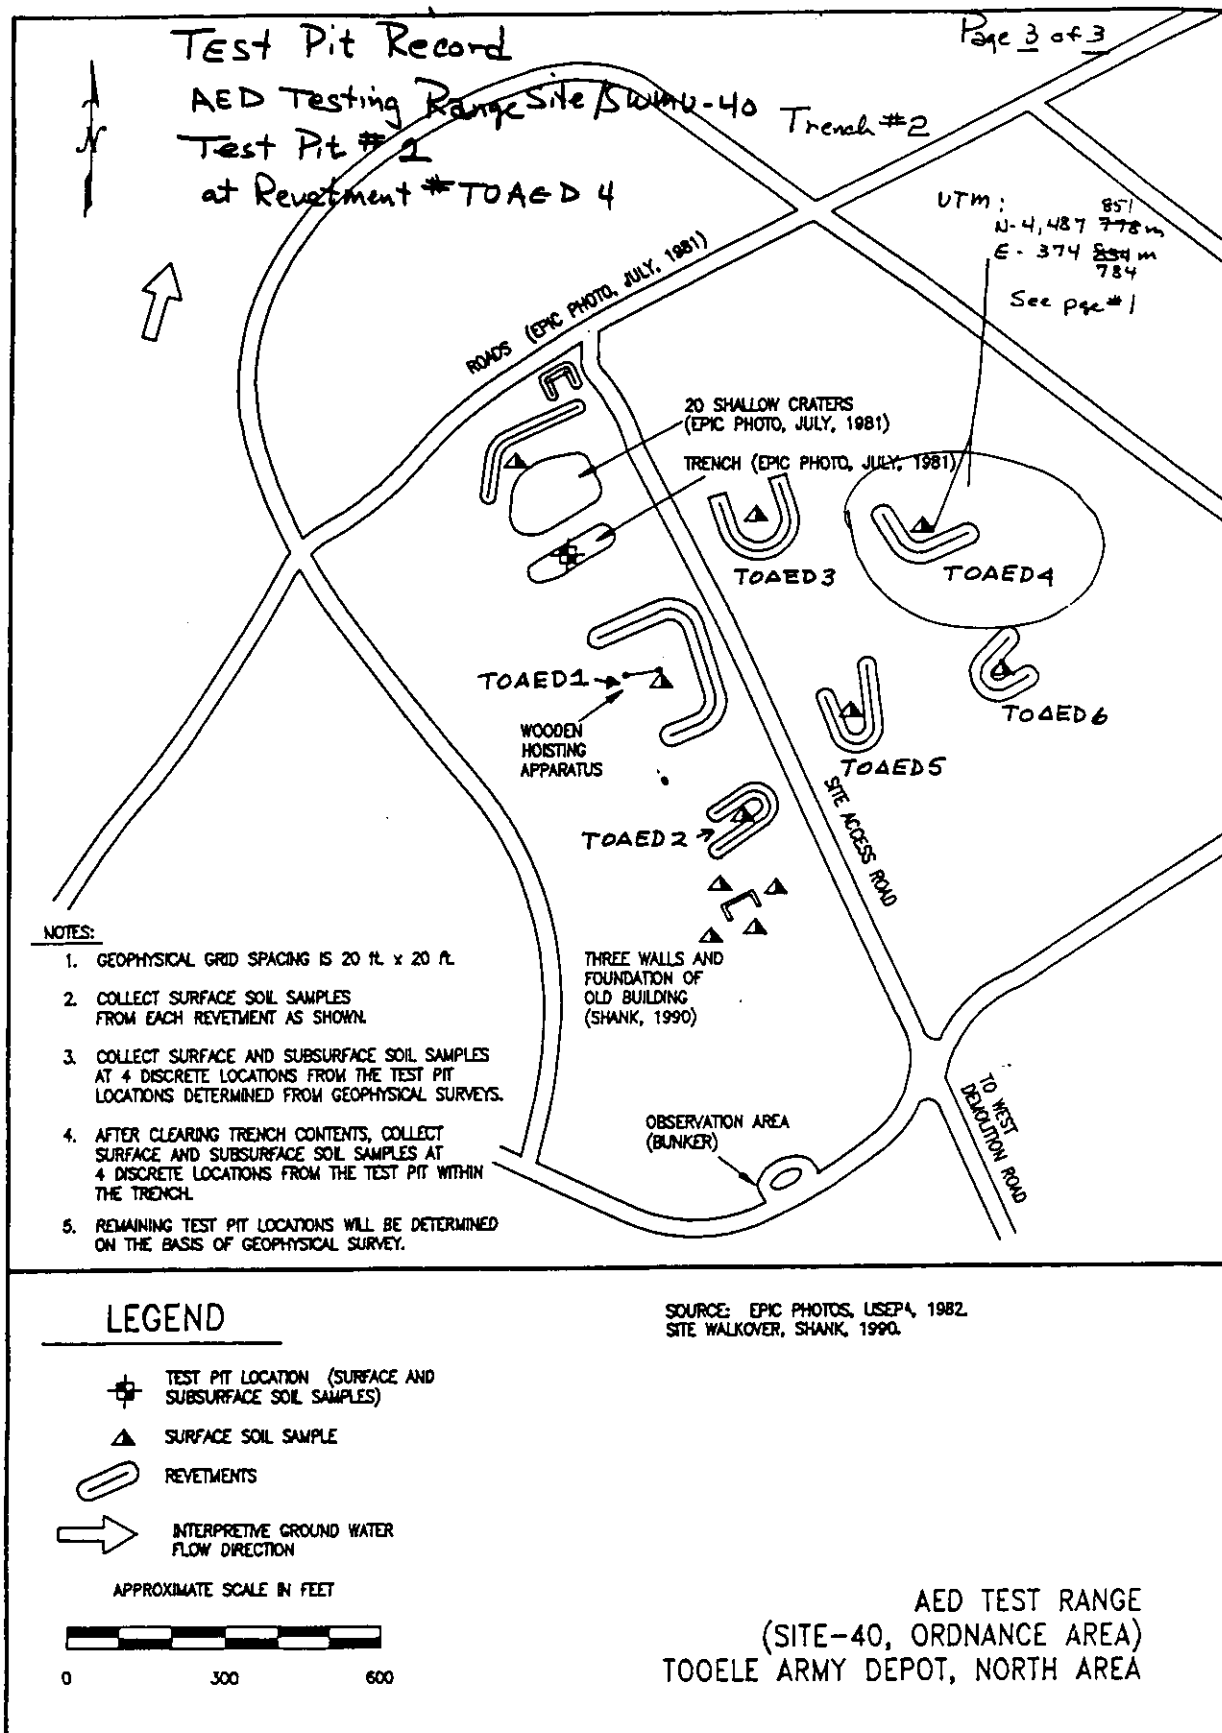 Test Pit Record
Page 3 of 3
AED Testing Range Site/SWMU-40
Trench #2
Test Pit #1
at Revetment #TOAED 4
N
UTM:
851
N-4,487 778 m
E-374 834 m
784
See pge #1
ROADS (EPIC PHOTO, JULY, 1981)
20 SHALLOW CRATERS
(EPIC PHOTO, JULY, 1981)
TRENCH (EPIC PHOTO, JULY, 1981)
TOAED3
TOAED4
TOAED1
TOAED6
WOODEN
HOISTING
APPARATUS
TOAED5
TOAED2
SITE ACCESS ROAD
THREE WALLS AND
FOUNDATION OF
OLD BUILDING
(SHANK, 1990)
NOTES:
1. GEOPHYSICAL GRID SPACING IS 20 ft. x 20 ft.
2. COLLECT SURFACE SOIL SAMPLES
FROM EACH REVETMENT AS SHOWN.
3. COLLECT SURFACE AND SUBSURFACE SOIL SAMPLES
AT 4 DISCRETE LOCATIONS FROM THE TEST PIT
LOCATIONS DETERMINED FROM GEOPHYSICAL SURVEYS.
4. AFTER CLEARING TRENCH CONTENTS, COLLECT
SURFACE AND SUBSURFACE SOIL SAMPLES AT
4 DISCRETE LOCATIONS FROM THE TEST PIT WITHIN
THE TRENCH.
5. REMAINING TEST PIT LOCATIONS WILL BE DETERMINED
ON THE BASIS OF GEOPHYSICAL SURVEY.
TO WEST
DEMOLITION ROAD
OBSERVATION AREA
(BUNKER)
LEGEND
TEST PIT LOCATION (SURFACE AND
SUBSURFACE SOIL SAMPLES)
SURFACE SOIL SAMPLE
REVETMENTS
INTERPRETIVE GROUND WATER
FLOW DIRECTION
APPROXIMATE SCALE IN FEET
0 300 600
SOURCE: EPIC PHOTOS, USEPA, 1982.
SITE WALKOVER, SHANK, 1990.
AED TEST RANGE
(SITE-40, ORDNANCE AREA)
TOOELE ARMY DEPOT, NORTH AREA